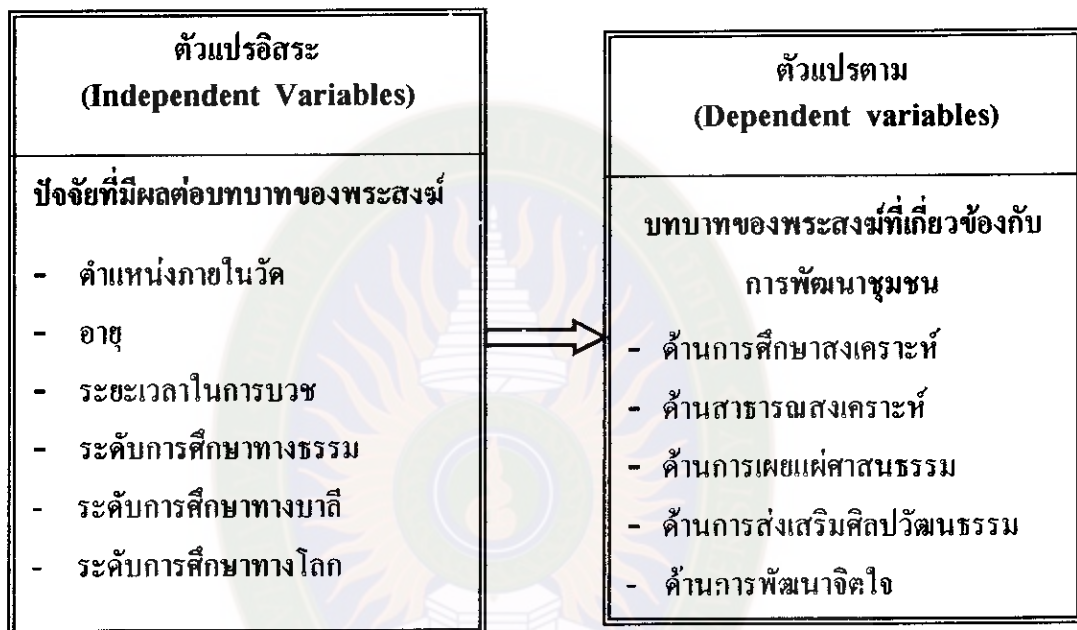 ตัวแปรอิสระ
(Independent Variables)
ปัจจัยที่มีผลต่อบทบาทของพระสงฆ์
- ตำแหน่งภายในวัด
- อายุ
- ระยะเวลาในการบวช
- ระดับการศึกษาทางธรรม
- ระดับการศึกษาทางบาลี
- ระดับการศึกษาทางโลก
ตัวแปรตาม
(Dependent variables)
บทบาทของพระสงฆ์ที่เกี่ยวข้องกับ
การพัฒนาชุมชน
- ด้านการศึกษาสงเคราะห์
- ด้านสาธารณสงเคราะห์
- ด้านการเผยแผ่ศาสนธรรม
- ด้านการส่งเสริมศิลปวัฒนธรรม
- ด้านการพัฒนาจิตใจ